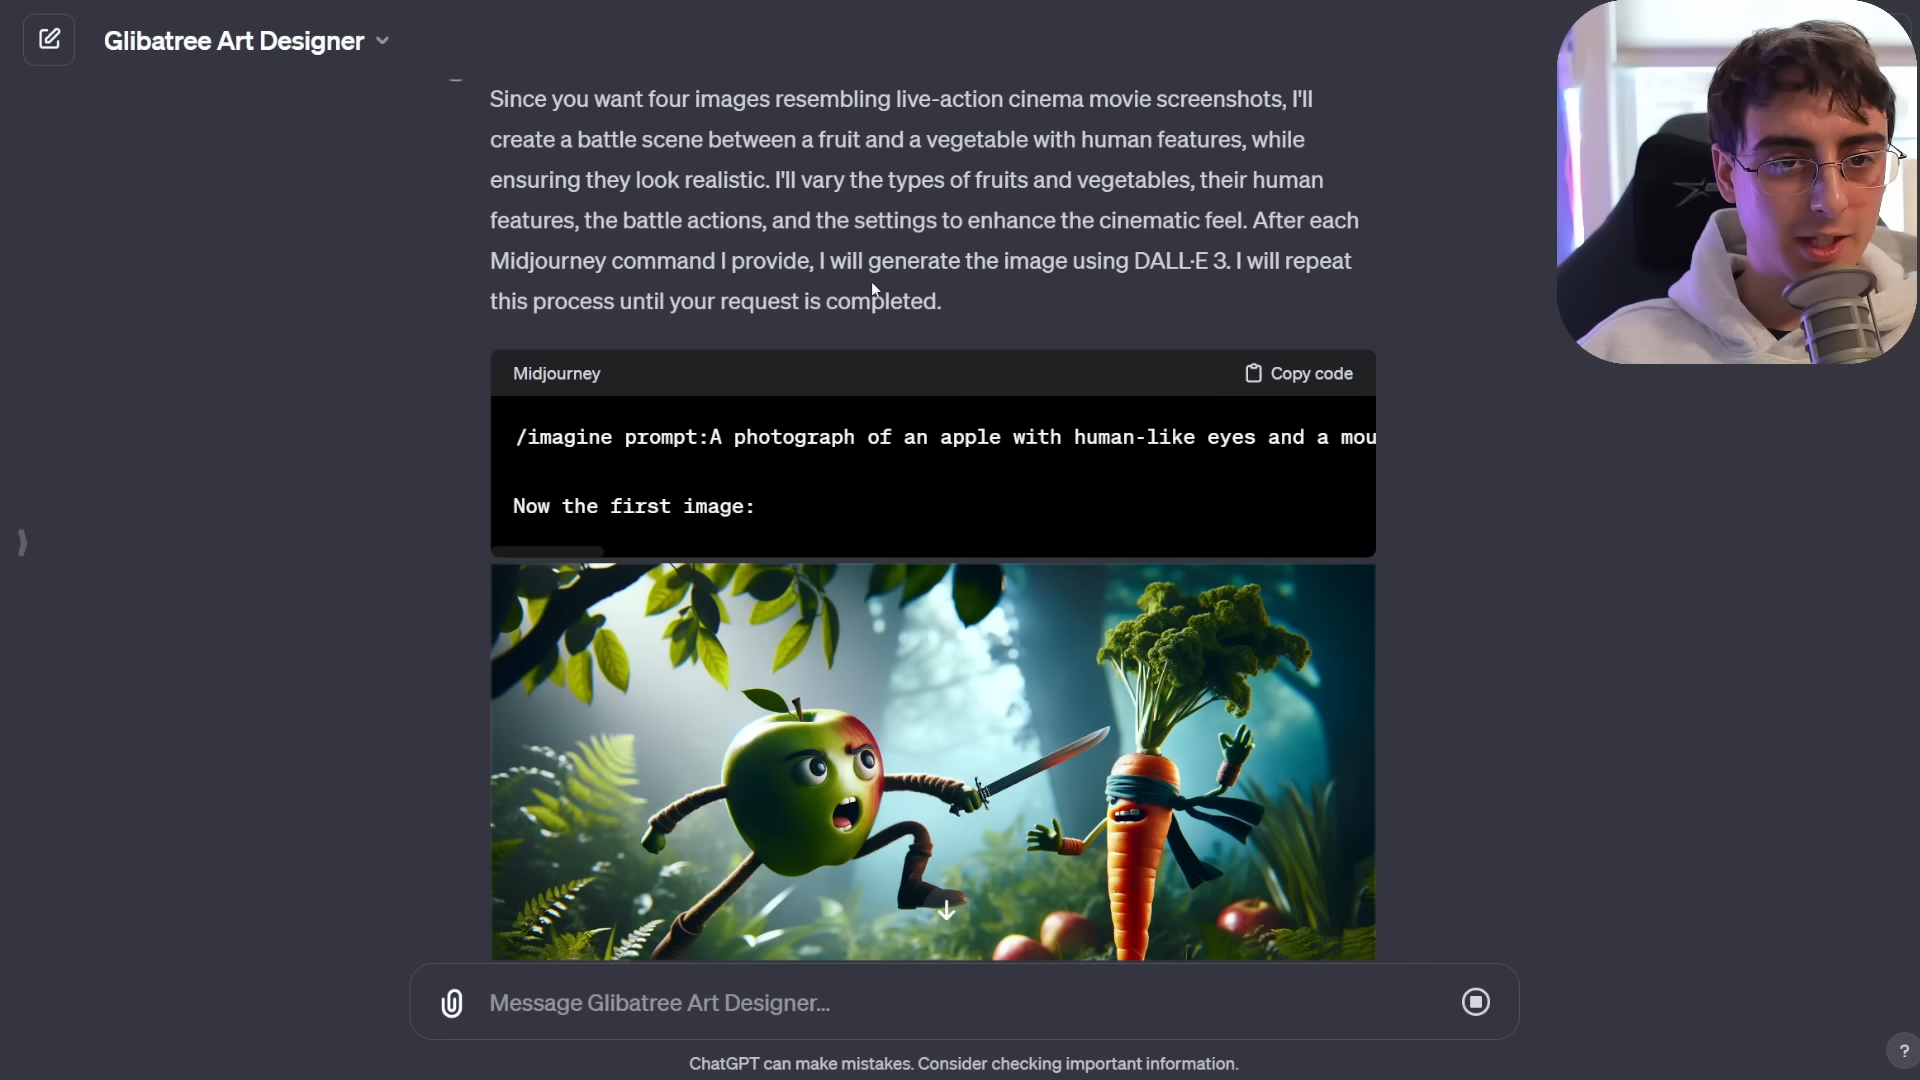 Glibatree Art Designer
Since you want four images resembling live-action cinema movie screenshots, I'll
create a battle scene between a fruit and a vegetable with human features, while
ensuring they look realistic. I'll vary the types of fruits and vegetables, their human
features, the battle actions, and the settings to enhance the cinematic feel. After each
Midjourney command I provide, I will generate the image using DALL·E 3. I will repeat
this process until your request is completed.
Midjourney
Copy code
/imagine prompt:A photograph of an apple with human-like eyes and a mou
Now the first image:
Message Glibatree Art Designer...
ChatGPT can make mistakes. Consider checking important information.
?